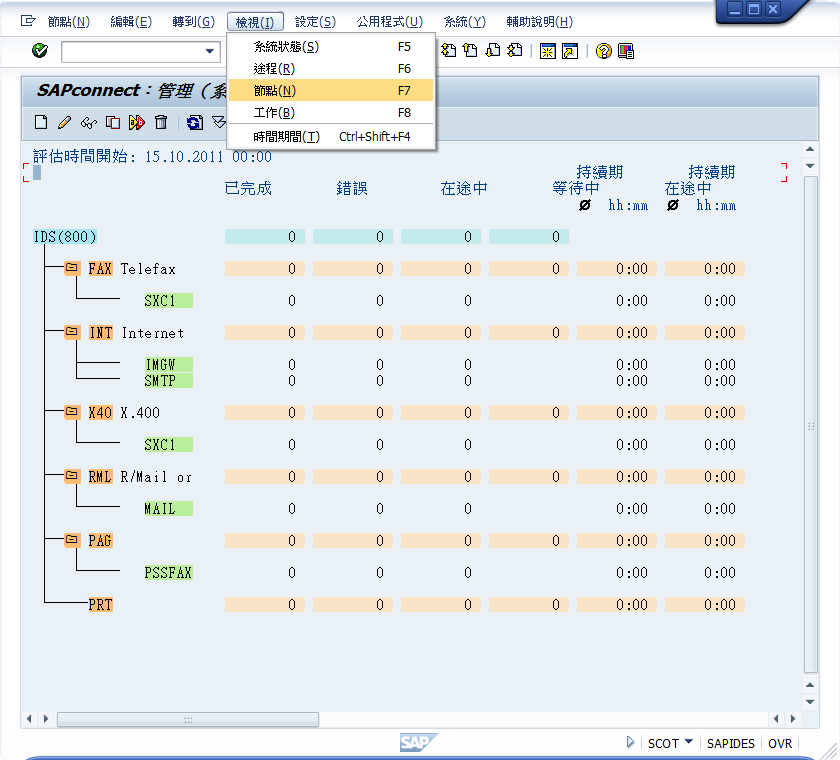 節點(N) 編輯(E) 轉到(G) 檢視(I) 設定(S) 公用程式(U) 系統(Y) 輔助說明(H)
系統狀態(S) F5
途程(R) F6
節點(N) F7
工作(B) F8
時間期間(T) Ctrl+Shift+F4
SAPconnect：管理（系
評估時間開始: 15.10.2011 00:00
持續期 持續期
已完成 錯誤 在途中 等待中 在途中
Ø hh:mm Ø hh:mm
IDS(800) 0 0 0 0
FAX Telefax 0 0 0 0 0:00 0:00
SXC1 0 0 0 0:00 0:00
INT Internet 0 0 0 0 0:00 0:00
IMGW 0 0 0 0:00 0:00
SMTP 0 0 0 0:00 0:00
X40 X.400 0 0 0 0 0:00 0:00
SXC1 0 0 0 0:00 0:00
RML R/Mail or 0 0 0 0 0:00 0:00
MAIL 0 0 0 0:00 0:00
PAG 0 0 0 0 0:00 0:00
PSSFAX 0 0 0 0:00 0:00
PRT 0 0 0 0 0:00 0:00
SAP SCOT SAPIDES OVR